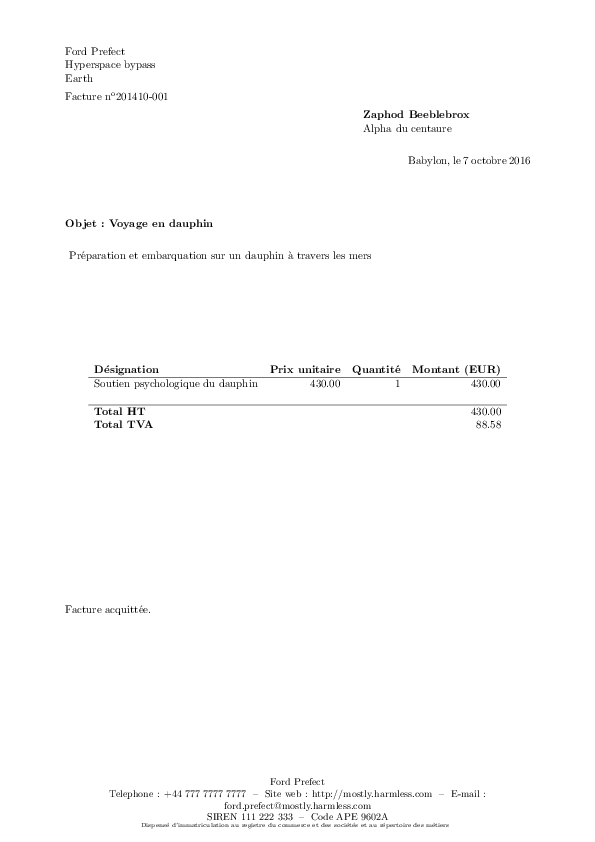 Ford Prefect
Hyperspace bypass
Earth
Facture n°201410-001
Zaphod Beeblebrox
Alpha du centaure
Babylon, le 7 octobre 2016
Objet : Voyage en dauphin
Préparation et embarquation sur un dauphin à travers les mers
Désignation Prix unitaire Quantité Montant (EUR)
Soutien psychologique du dauphin 430.00 1 430.00
Total HT 430.00
Total TVA 88.58
Facture acquittée.
Ford Prefect
Telephone : +44 777 7777 7777 – Site web : http://mostly.harmless.com – E-mail :
ford.prefect@mostly.harmless.com
SIREN 111 222 333 – Code APE 9602A
Dispensé d'immatriculation au registre du commerce et des sociétés et au répertoire des métiers